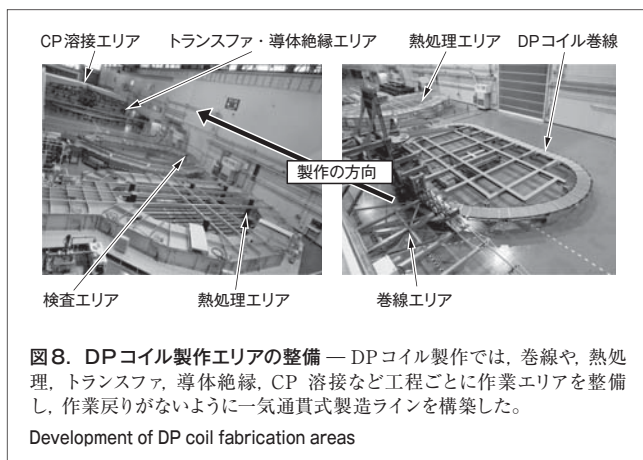 CP溶接エリア
トランスファ・導体絶縁エリア
熱処理エリア
DPコイル巻線
製作の方向
検査エリア
熱処理エリア
巻線エリア
図8. DPコイル製作エリアの整備 — DPコイル製作では, 巻線や, 熱処
理, トランスファ, 導体絶縁, CP 溶接など工程ごとに作業エリアを整備
し, 作業戻りがないように一気通貫式製造ラインを構築した。
Development of DP coil fabrication areas